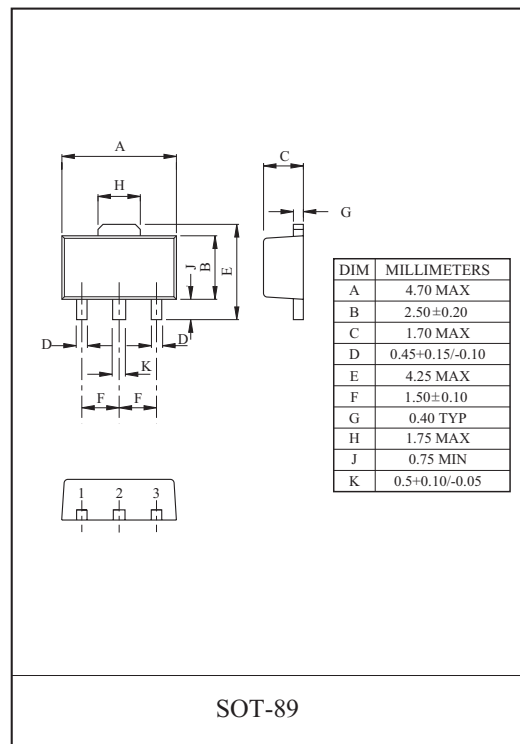 A
H
C
G
J
B
E
D
D
K
F
F
DIM MILLIMETERS
A 4.70 MAX
B 2.50±0.20
C 1.70 MAX
D 0.45+0.15/-0.10
E 4.25 MAX
F 1.50±0.10
G 0.40 TYP
H 1.75 MAX
J 0.75 MIN
K 0.5+0.10/-0.05
1 2 3
SOT-89